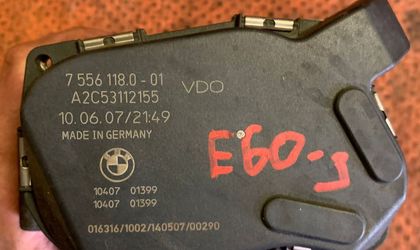 7 556 118.0 - 01
A2C53112155
VDO
10.06.07/21:49
MADE IN GERMANY
BMW
10407 01399
10407 01399
E60-J
016316/1002/140507/00290